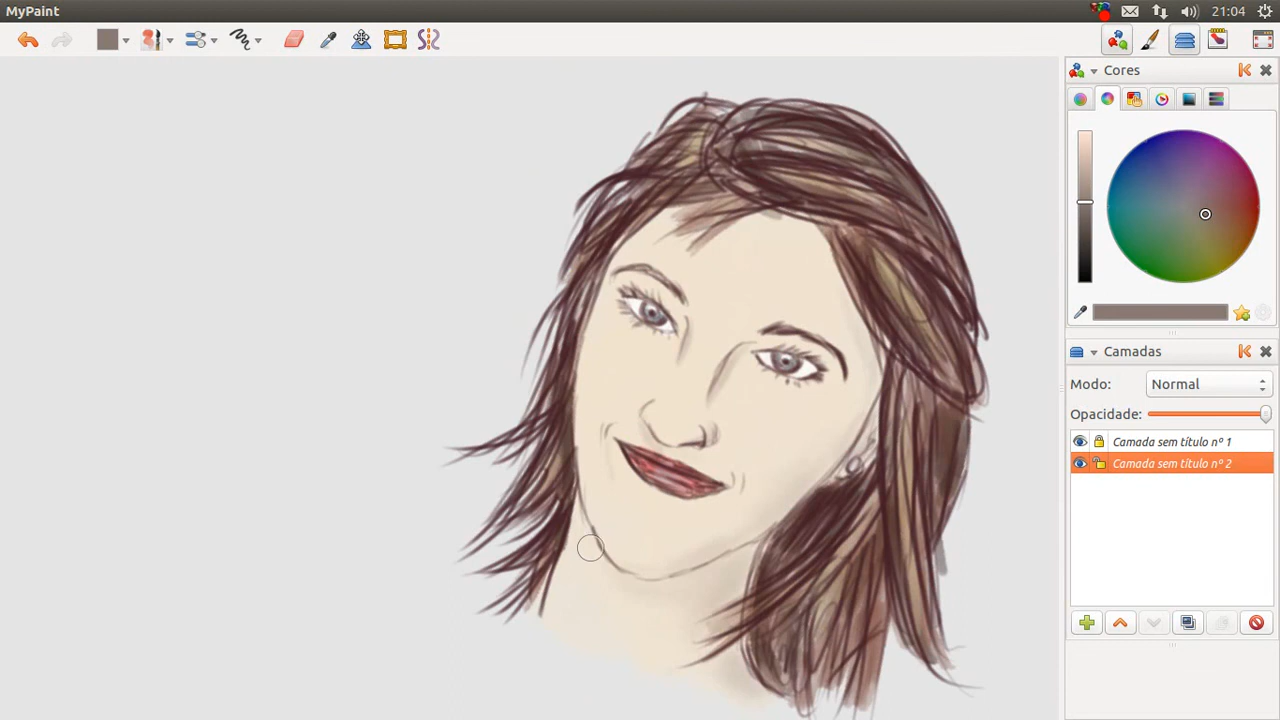 MyPaint
21:04
Cores
Camadas
Modo:
Normal
Opacidade:
Camada sem título nº 1
Camada sem título nº 2